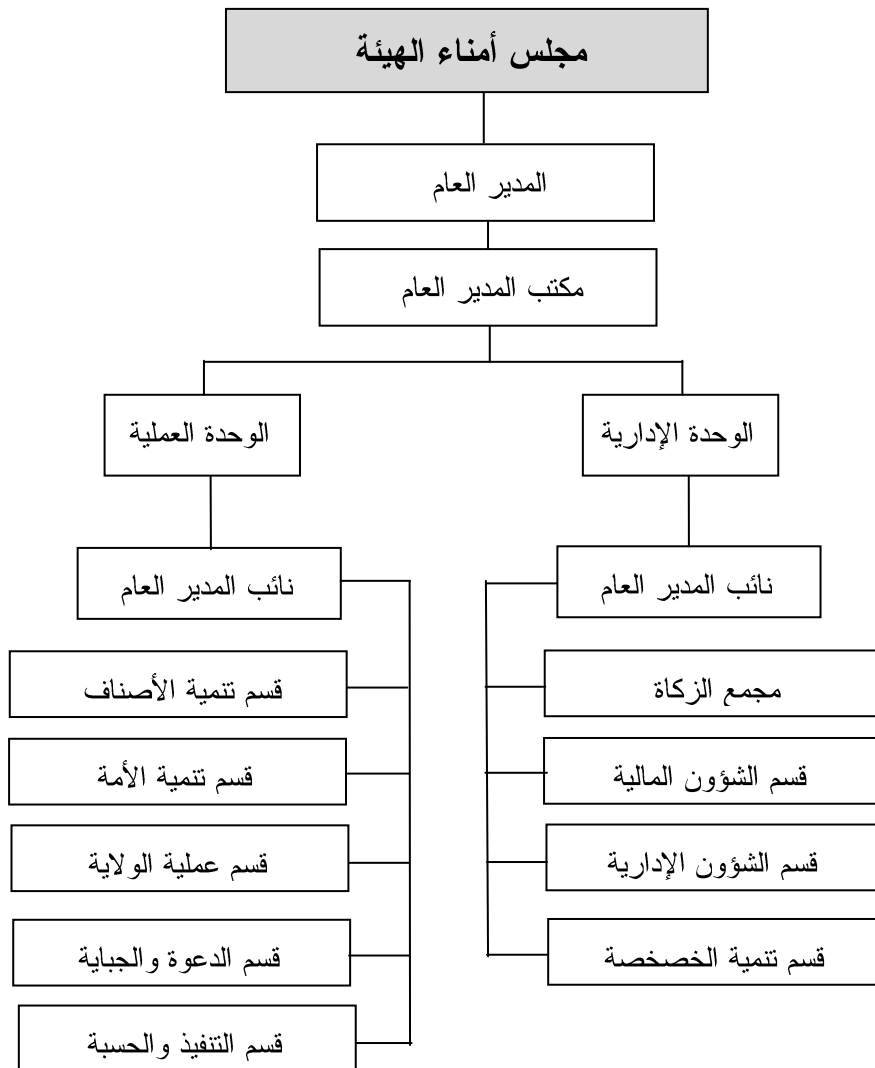 مجلس أمناء الهيئة
المدير العام
مكتب المدير العام
الوحدة الإدارية
الوحدة العملية
نائب المدير العام
نائب المدير العام
مجمع الزكاة
قسم تنمية الأصناف
قسم الشؤون المالية
قسم تنمية الأمة
قسم الشؤون الإدارية
قسم عملية الولاية
قسم تنمية الخصخصة
قسم الدعوة والجباية
قسم التنفيذ والحسبة